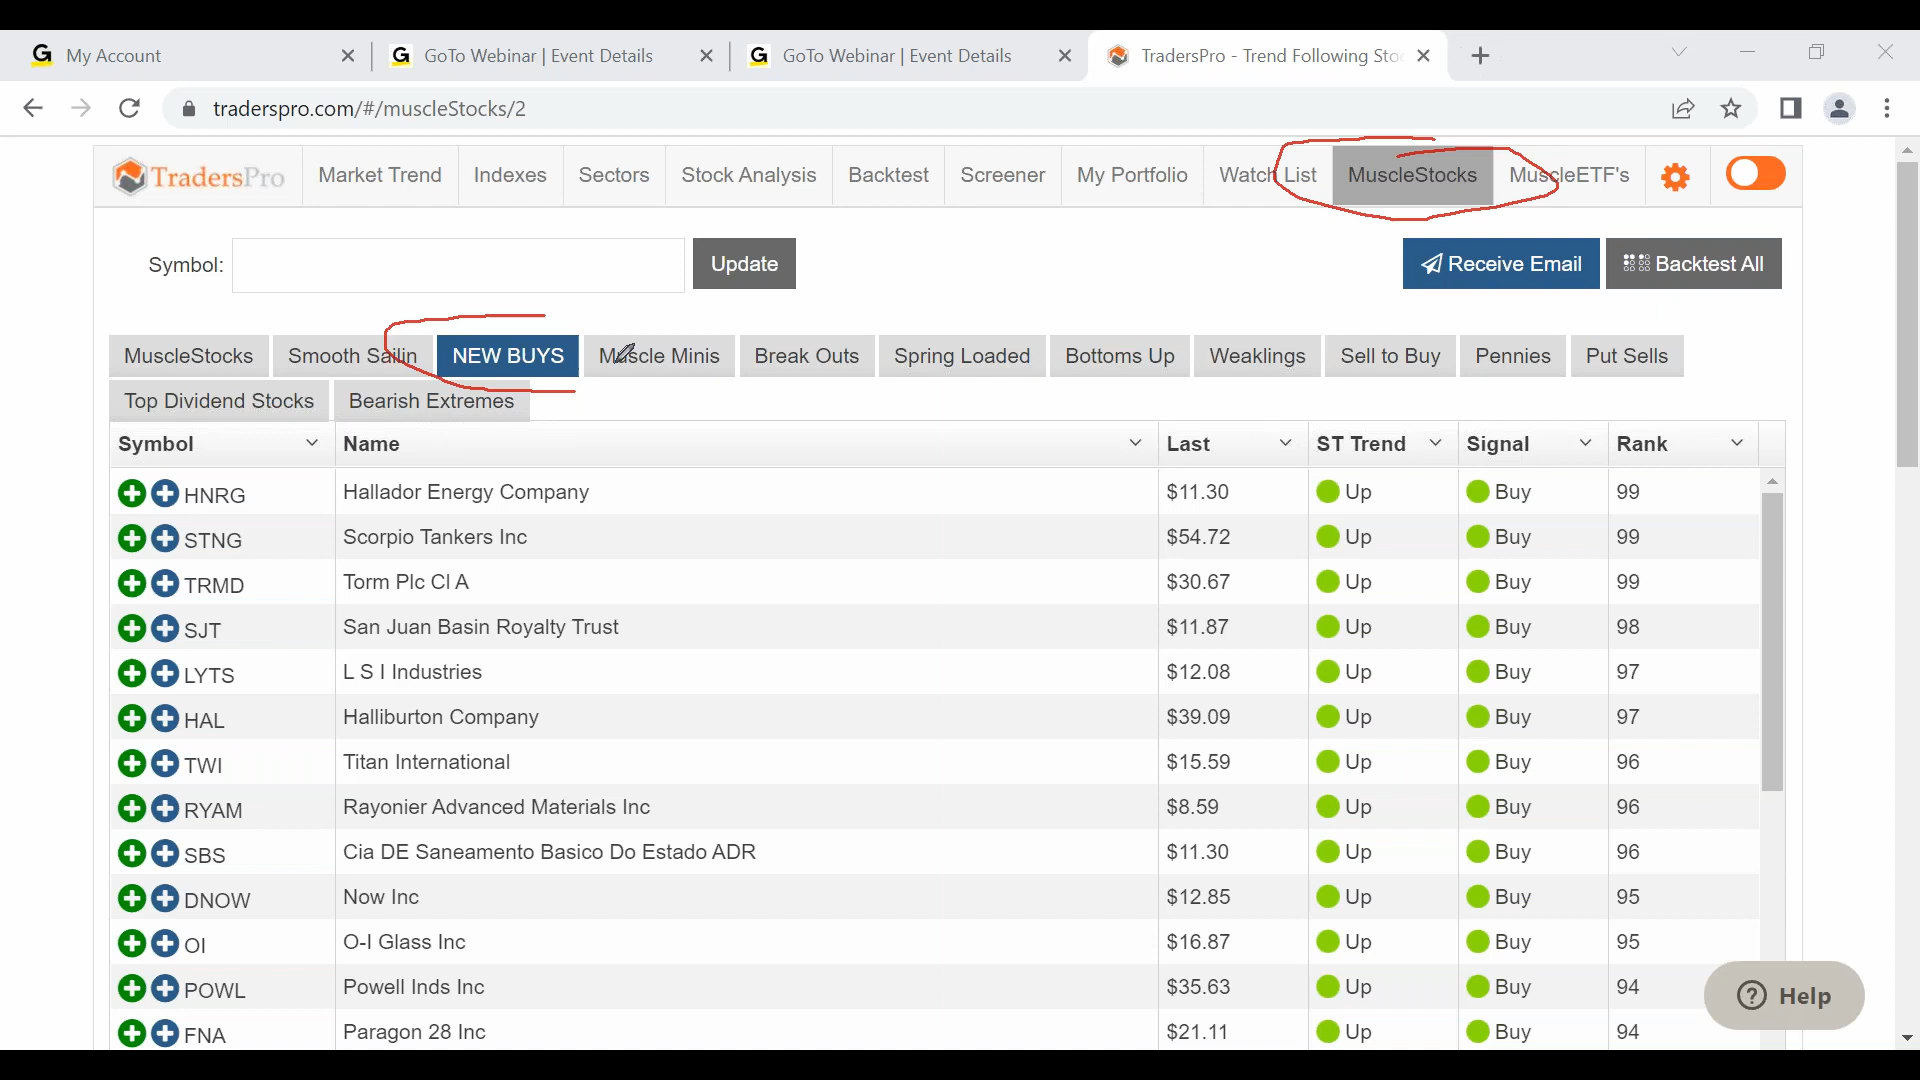 My Account
GoTo Webinar | Event Details
GoTo Webinar | Event Details
TradersPro - Trend Following Sto
traderspro.com/#/muscleStocks/2
TradersPro
Market Trend
Indexes
Sectors
Stock Analysis
Backtest
Screener
My Portfolio
Watch List
MuscleStocks
MuscleETF's
Symbol:
Update
Receive Email
Backtest All
MuscleStocks
Smooth Sailin
NEW BUYS
Muscle Minis
Break Outs
Spring Loaded
Bottoms Up
Weaklings
Sell to Buy
Pennies
Put Sells
Top Dividend Stocks
Bearish Extremes
Symbol Name Last ST Trend Signal Rank
HNRG Hallador Energy Company $11.30 Up Buy 99
STNG Scorpio Tankers Inc $54.72 Up Buy 99
TRMD Torm Plc Cl A $30.67 Up Buy 99
SJT San Juan Basin Royalty Trust $11.87 Up Buy 98
LYTS L S I Industries $12.08 Up Buy 97
HAL Halliburton Company $39.09 Up Buy 97
TWI Titan International $15.59 Up Buy 96
RYAM Rayonier Advanced Materials Inc $8.59 Up Buy 96
SBS Cia DE Saneamento Basico Do Estado ADR $11.30 Up Buy 96
DNOW Now Inc $12.85 Up Buy 95
OI O-I Glass Inc $16.87 Up Buy 95
POWL Powell Inds Inc $35.63 Up Buy 94
FNA Paragon 28 Inc $21.11 Up Buy 94
Help